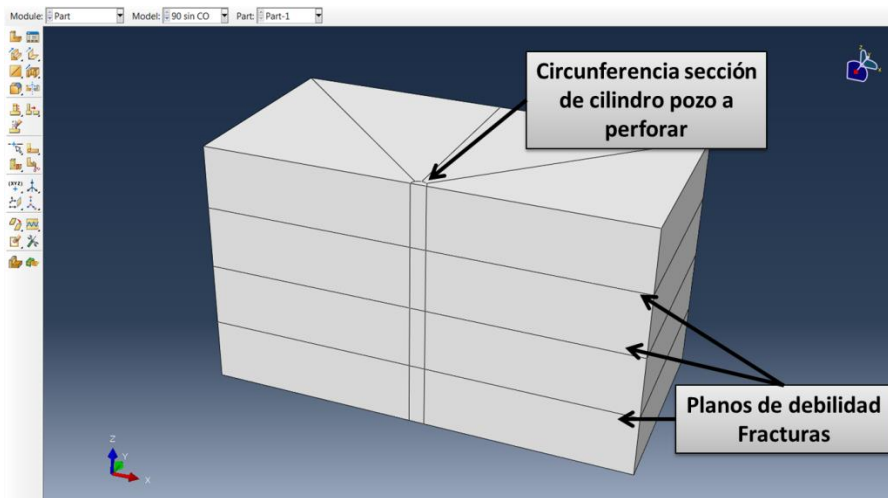 Module: Part Model: 90 sin CO Part: Part-1
Circunferencia sección
de cilindro pozo a
perforar
Planos de debilidad
Fracturas
Z
Y
X